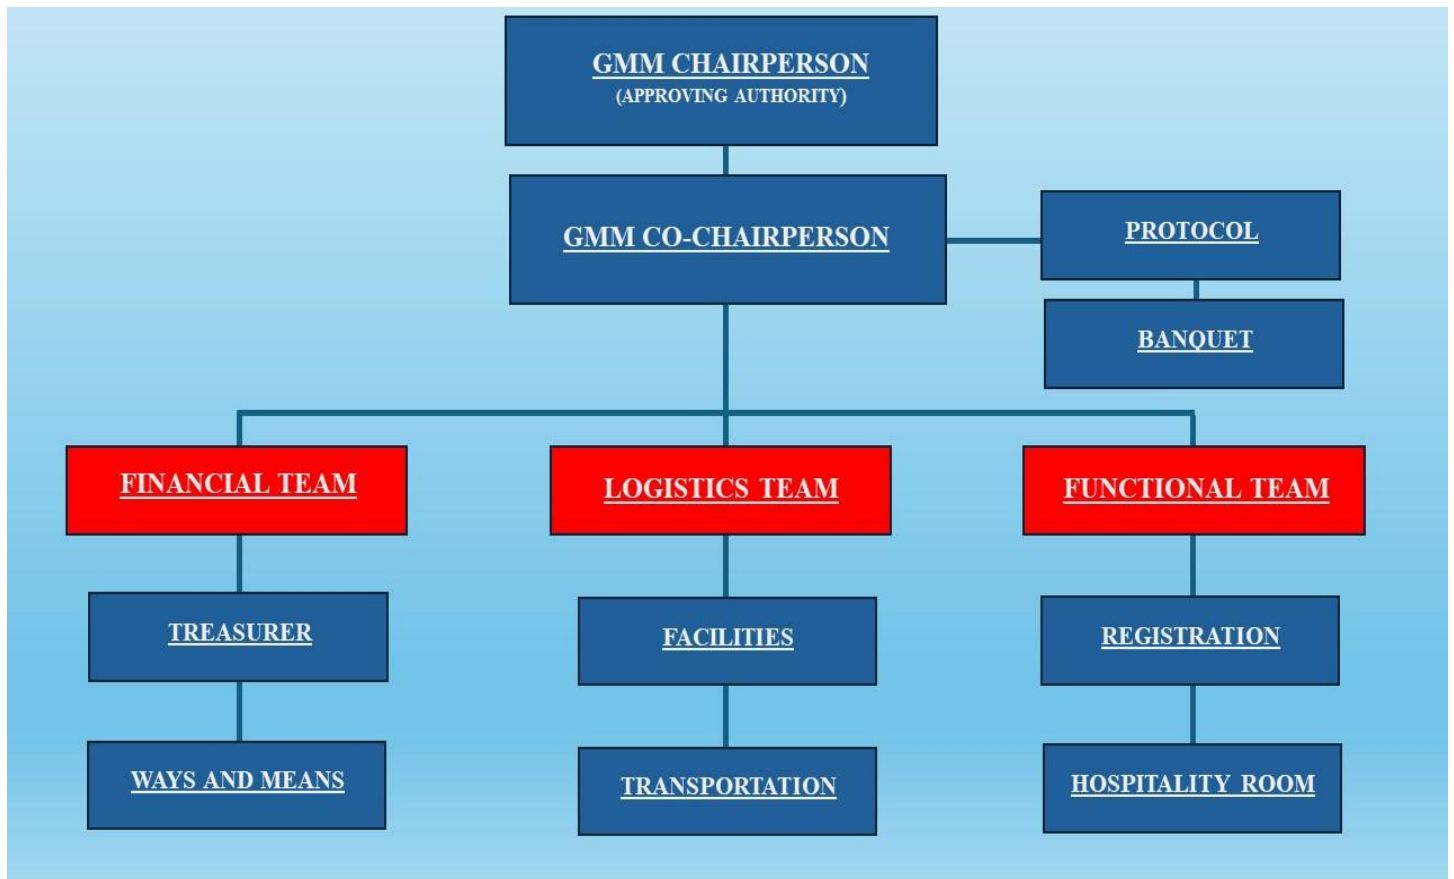 GMM CHAIRPERSON
(APPROVING AUTHORITY)
GMM CO-CHAIRPERSON
PROTOCOL
BANQUET
FINANCIAL TEAM
LOGISTICS TEAM
FUNCTIONAL TEAM
TREASURER
FACILITIES
REGISTRATION
WAYS AND MEANS
TRANSPORTATION
HOSPITALITY ROOM